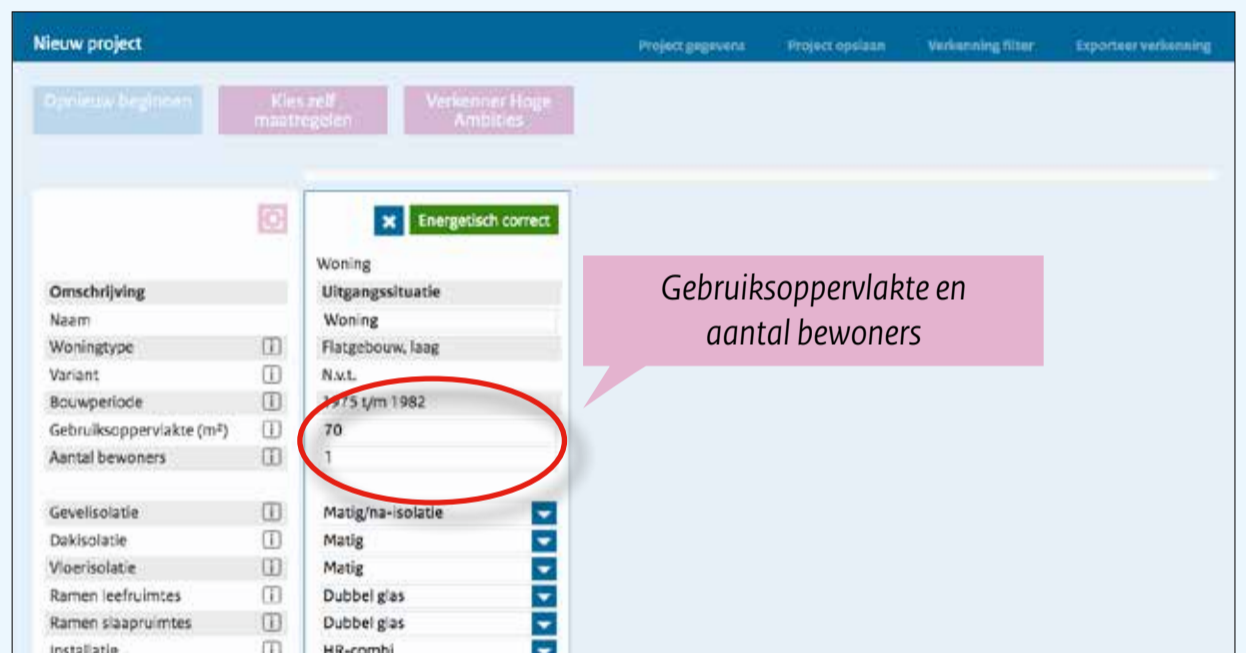 Nieuw project
Project gegevens Project opslaan Verkenning filter Exporteer verkenning
Opnieuw beginnen
Kies zelf
maatregelen
Verkenner Hoge
Ambities
Energetisch correct
Woning
Omschrijving Uitgangssituatie
Naam Woning
Woningtype Flatgebouw, laag
Variant N.v.t.
Bouwperiode 1975 t/m 1982
Gebruiksoppervlakte (m²) 70
Aantal bewoners 1
Gevelisolatie Matig/na-isolatie
Dakisolatie Matig
Vloerisolatie Matig
Ramen leefruimtes Dubbel glas
Ramen slaapruimtes Dubbel glas
Installatie HR-combi
Gebruiksoppervlakte en
aantal bewoners